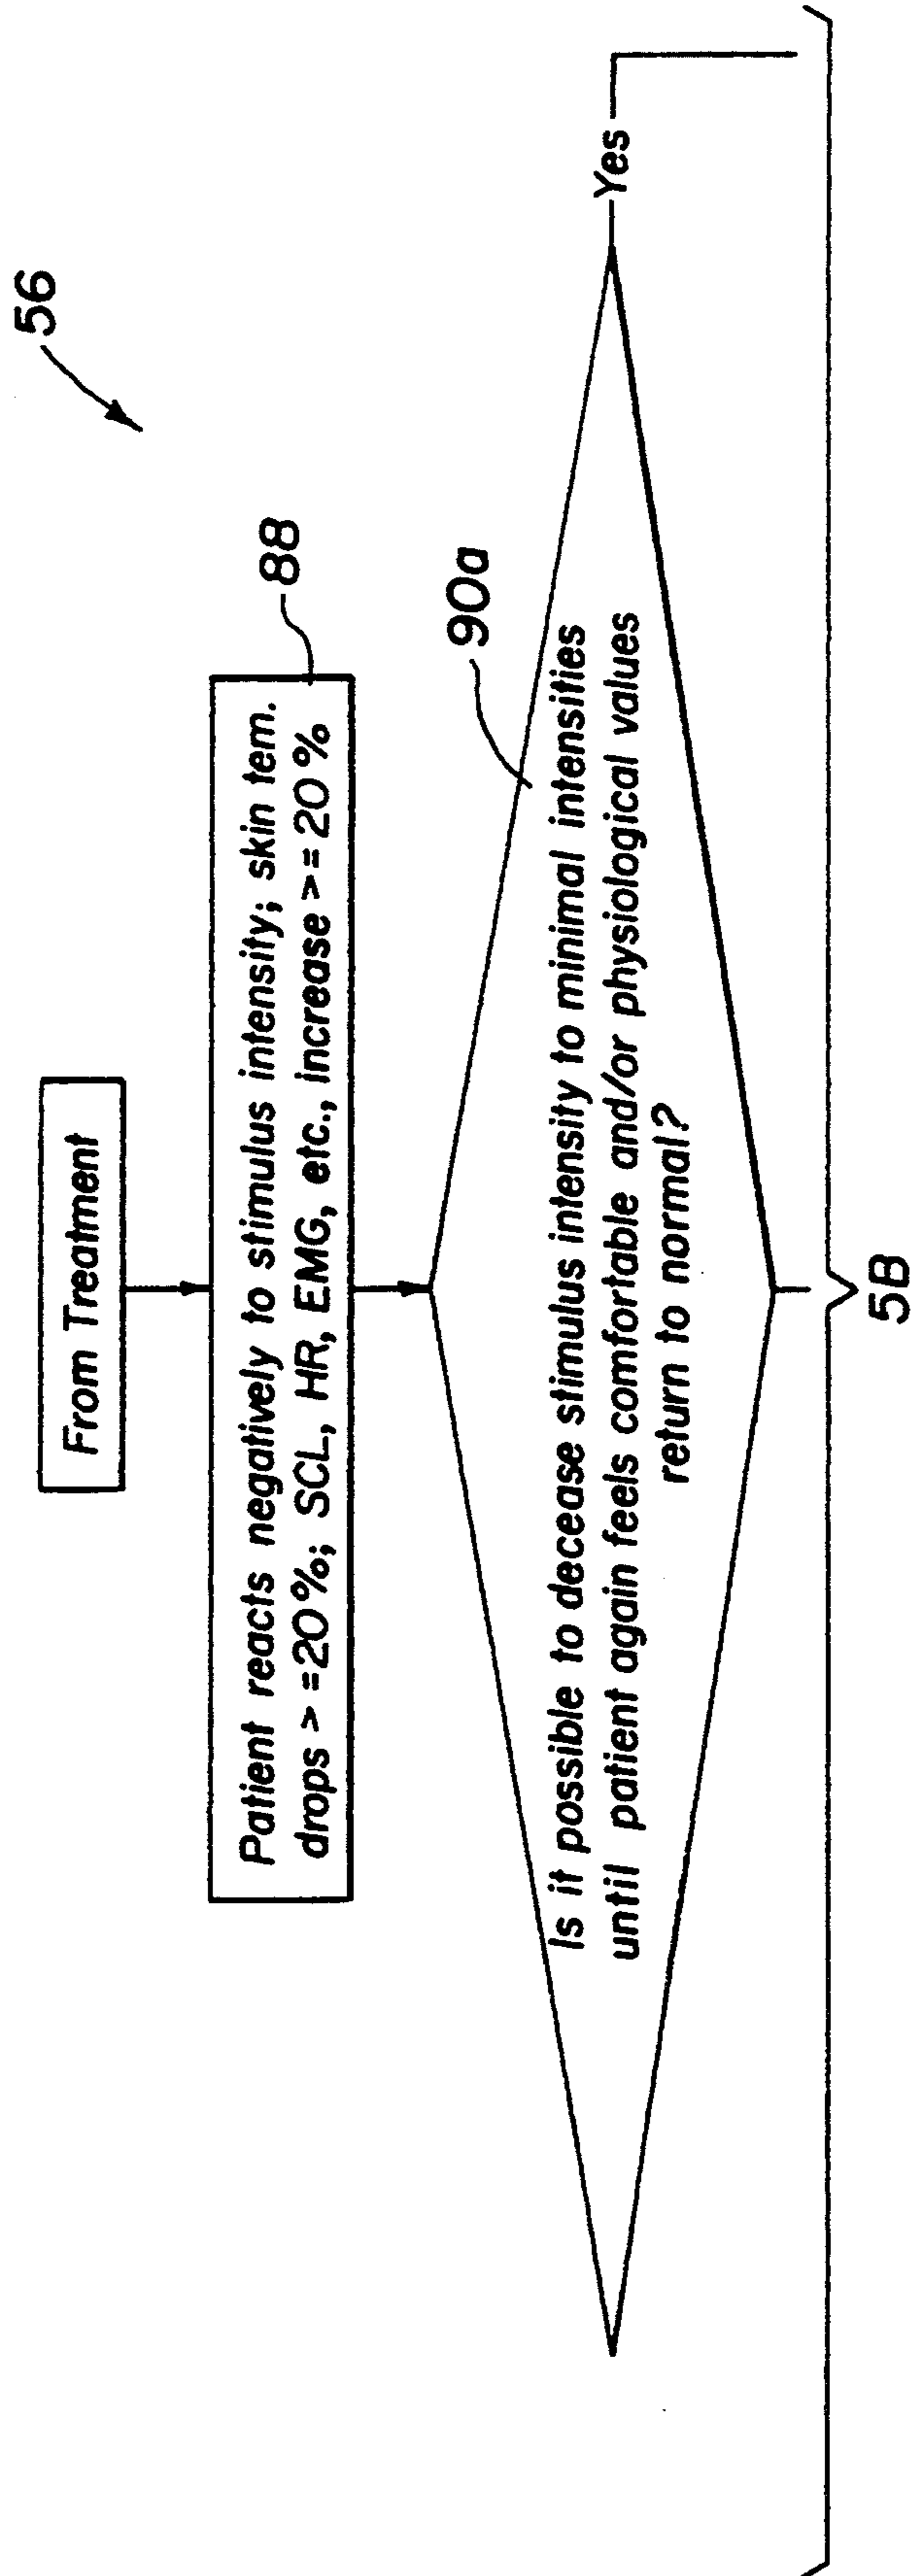 56
From Treatment
Patient reacts negatively to stimulus intensity; skin tem.
drops > =20%; SCL, HR, EMG, etc., increase >=20%
88
90a
Is it possible to decease stimulus intensity to minimal intensities
until patient again feels comfortable and/or physiological values
return to normal?
Yes
5B